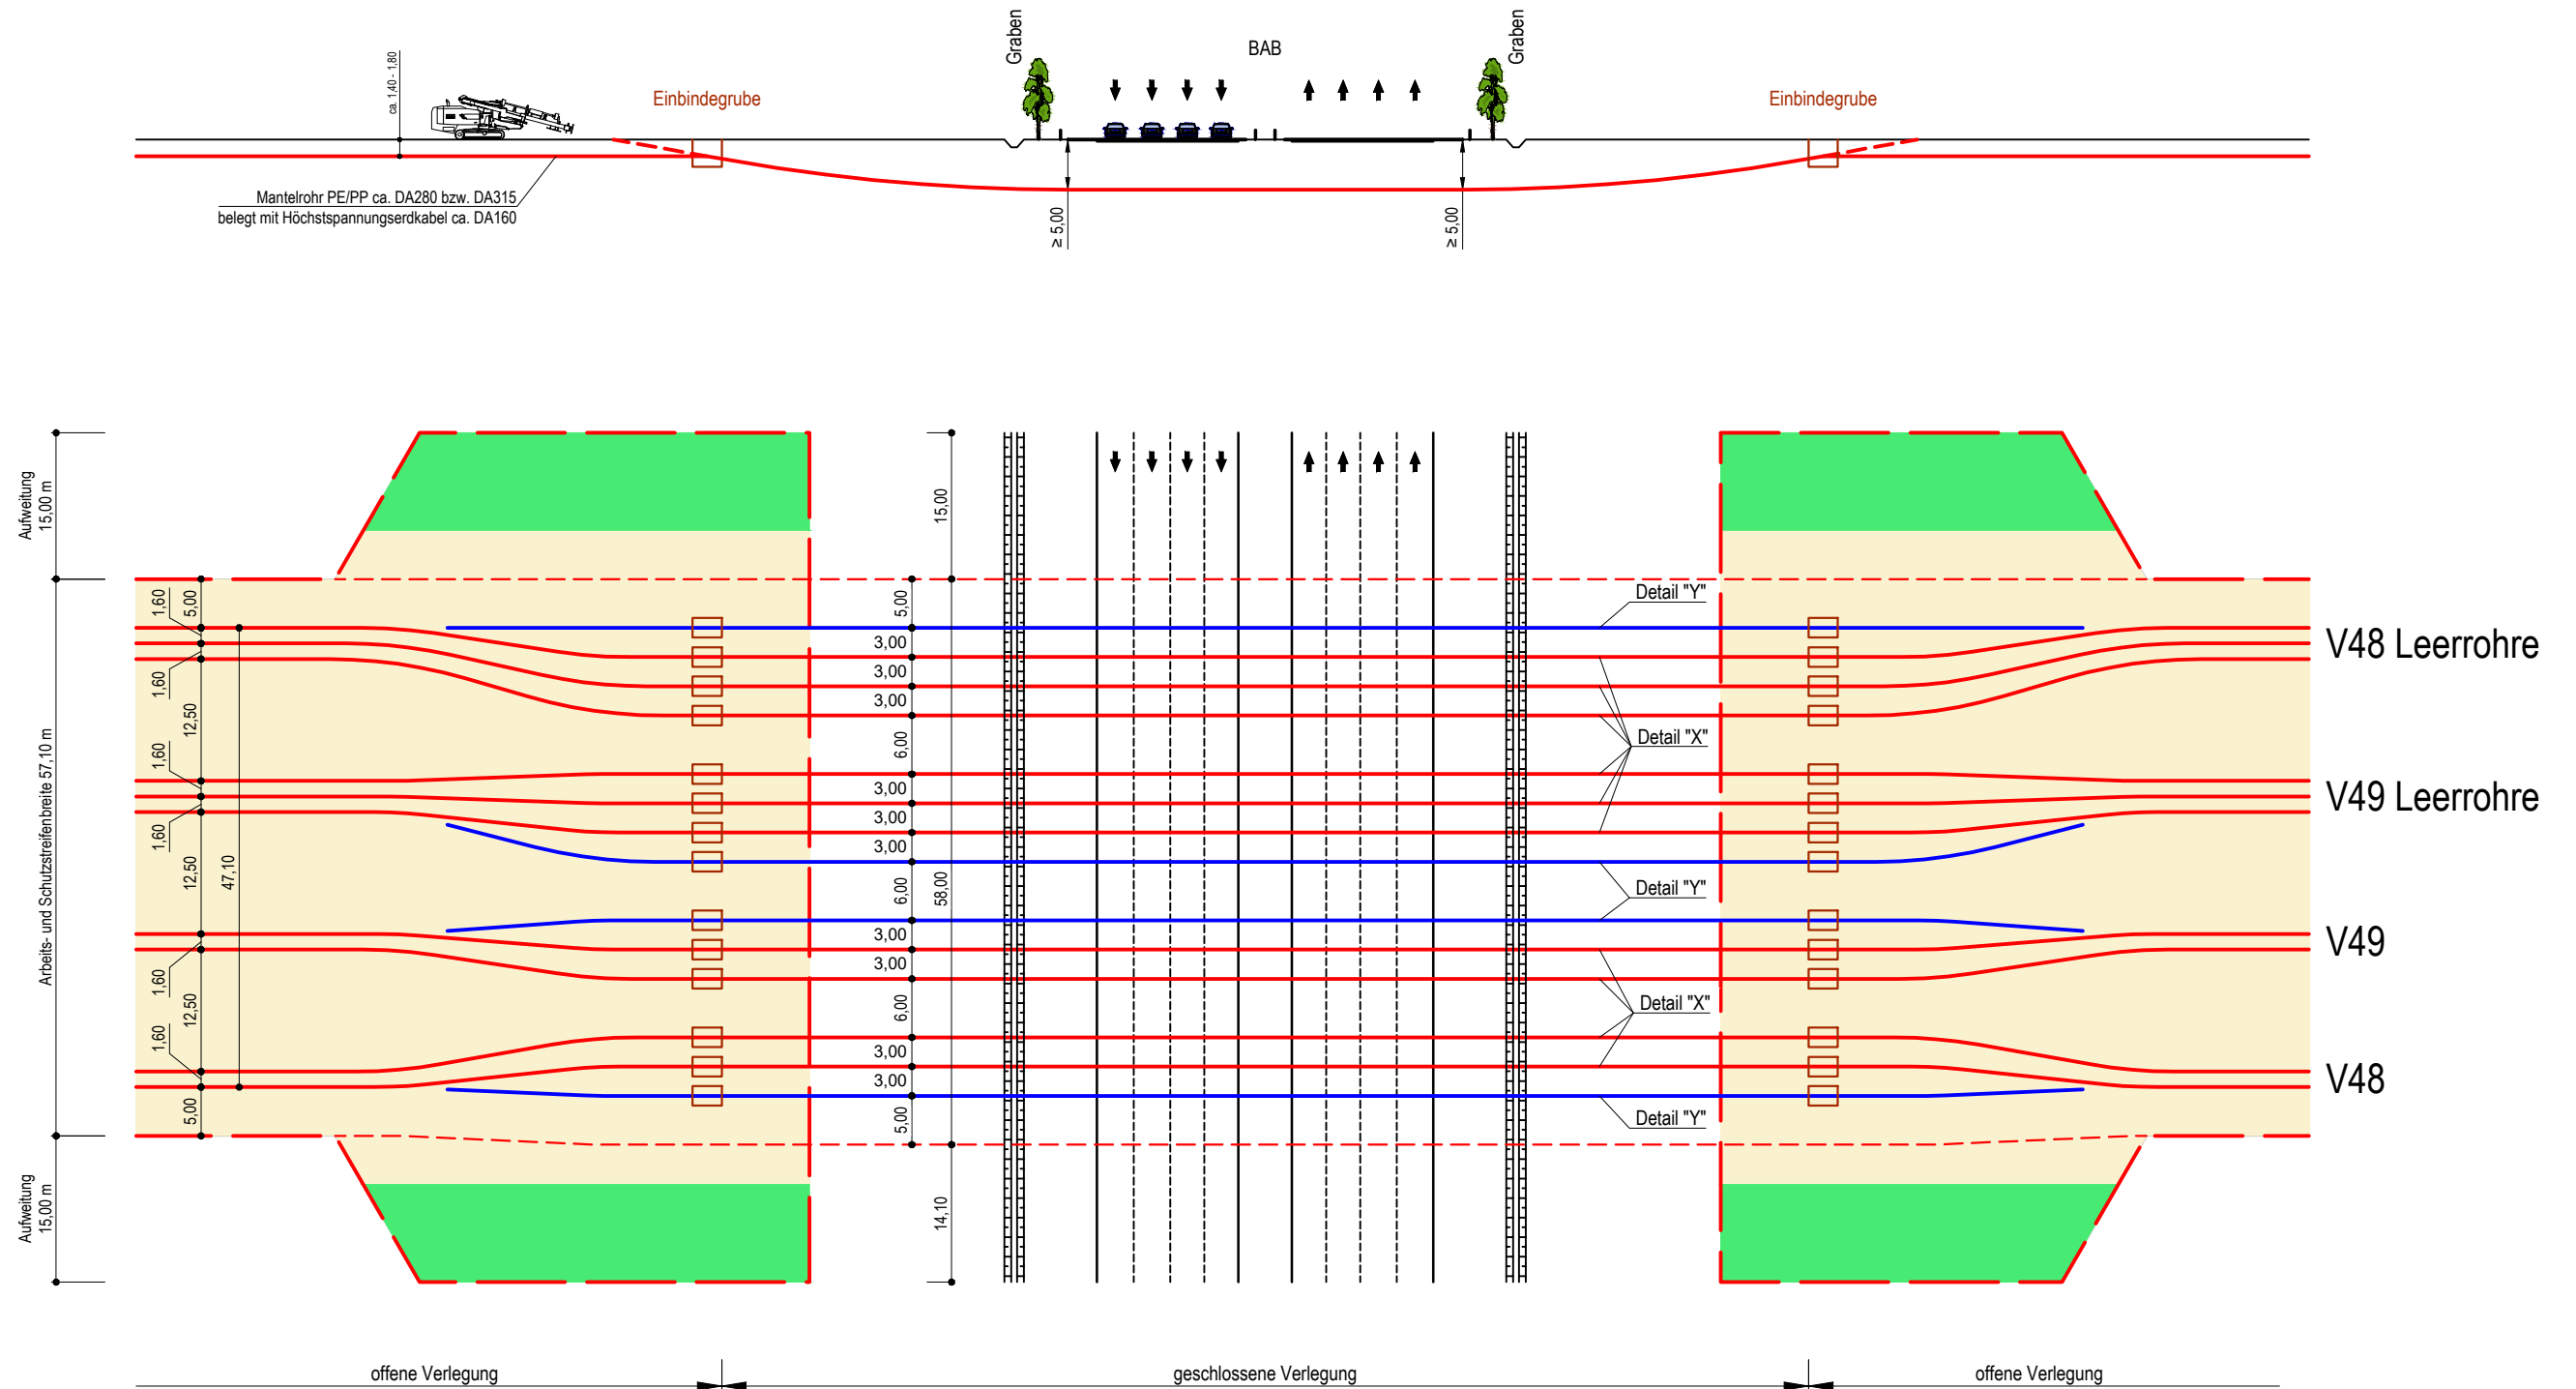 Graben
BAB
Graben
ca. 1,40 - 1,80
Einbindegrube
Einbindegrube
Mantelrohr PE/PP ca. DA280 bzw. DA315
belegt mit Höchstspannungserdkabel ca. DA160
≥ 5,00
≥ 5,00
Aufweitung
15,00 m
Arbeits- und Schutzstreifenbreite 57,10 m
Aufweitung
15,00 m
1,60
5,00
1,60
12,50
1,60
1,60
12,50
47,10
1,60
12,50
1,60
5,00
15,00
58,00
14,10
5,00
3,00
3,00
3,00
6,00
3,00
3,00
3,00
6,00
3,00
3,00
6,00
3,00
3,00
5,00
Detail "Y"
Detail "X"
Detail "Y"
Detail "X"
Detail "Y"
V48 Leerrohre
V49 Leerrohre
V49
V48
offene Verlegung
geschlossene Verlegung
offene Verlegung